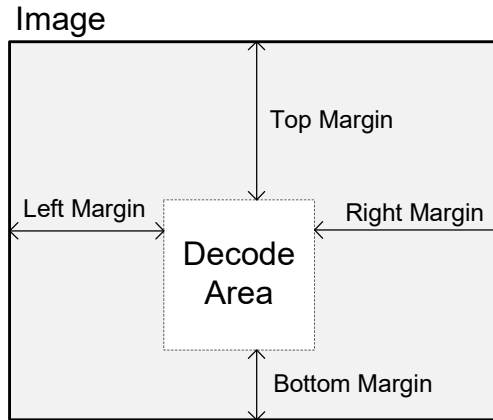 Image
Top Margin
Left Margin
Right Margin
Decode
Area
Bottom Margin